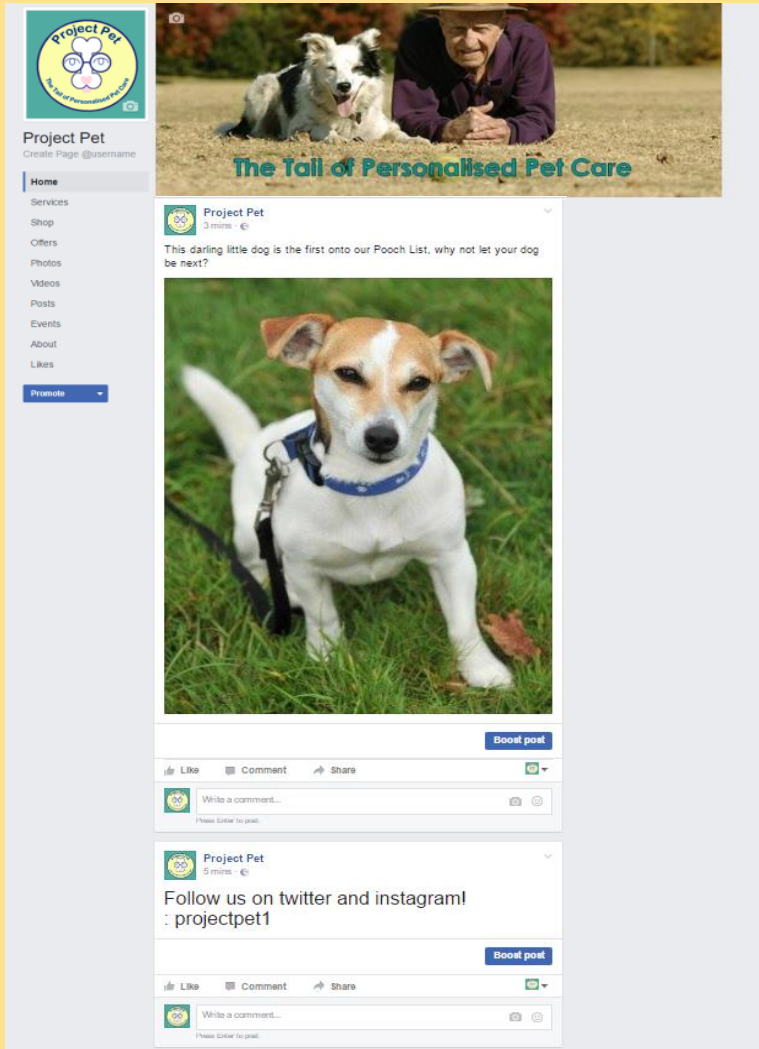 Project Pet
The Tail of Personalised Pet Care
The Tail of Personalised Pet Care
Project Pet
Create Page @username
Home
Services
Shop
Offers
Photos
Videos
Posts
Events
About
Likes
Promote
Project Pet
3 mins ·
This darling little dog is the first onto our Pooch List, why not let your dog
be next?
Boost post
Like Comment Share
Write a comment...
Press Enter to post.
Project Pet
5 mins ·
Follow us on twitter and instagram!
: projectpet1
Boost post
Like Comment Share
Write a comment...
Press Enter to post.